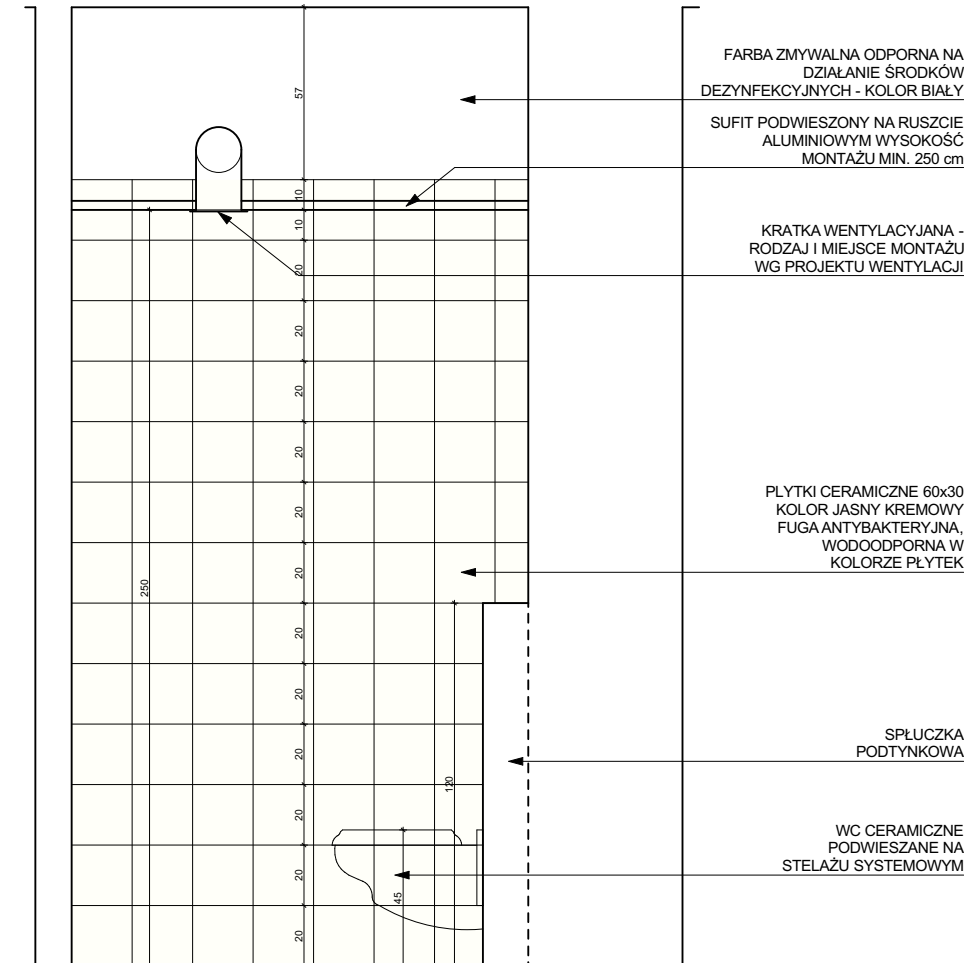 FARBA ZMYWALNA ODPORNA NA
DZIAŁANIE ŚRODKÓW
DEZYNFEKCYJNYCH - KOLOR BIAŁY
SUFIT PODWIESZONY NA RUSZCIE
ALUMINIOWYM WYSOKOŚĆ
MONTAŻU MIN. 250 cm
KRATKA WENTYLACYJANA -
RODZAJ I MIEJSCE MONTAŻU
WG PROJEKTU WENTYLACJI
PLYTKI CERAMICZNE 60x30
KOLOR JASNY KREMOWY
FUGA ANTYBAKTERYJNA,
WODOODPORNA W
KOLORZE PŁYTEK
SPŁUCZKA
PODTYNKOWA
WC CERAMICZNE
PODWIESZANE NA
STELAŻU SYSTEMOWYM
57
10
10
20
20
20
20
20
20
20
20
20
20
20
20
250
120
45